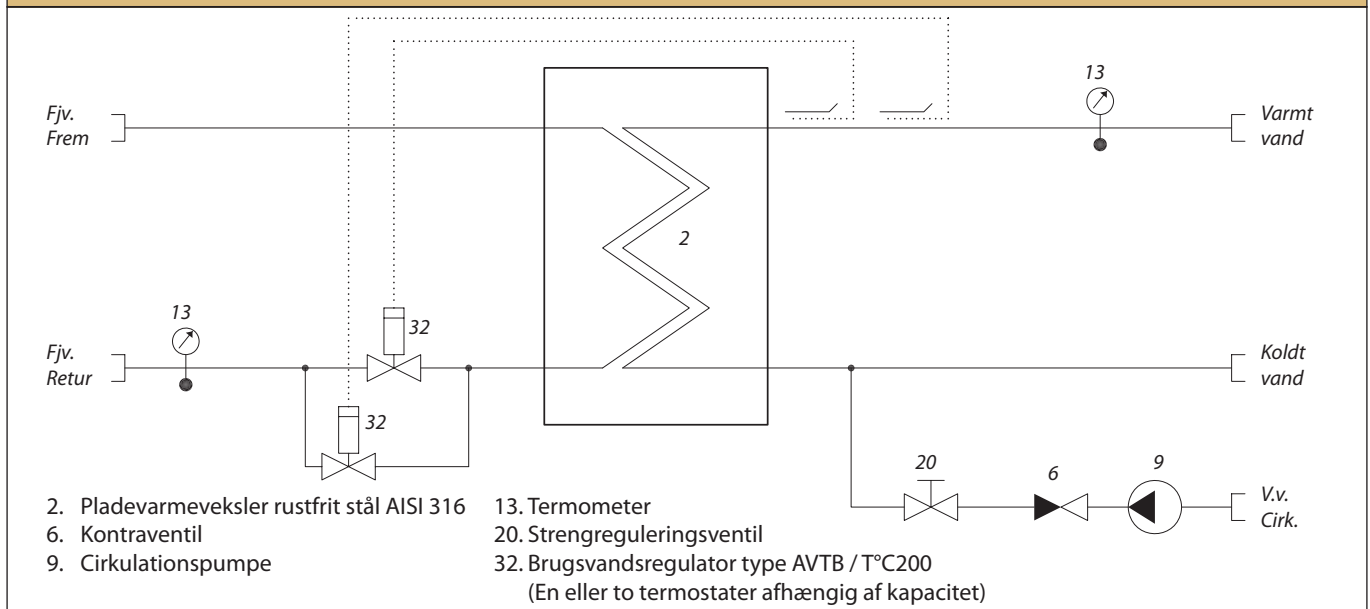 13
Fjv.
Frem
Varmt
vand
2
13
32
Fjv.
Retur
Koldt
vand
32
20
6
9
V.v.
Cirk.
2. Pladevarmeveksler rustfrit stål AISI 316
6. Kontraventil
9. Cirkulationspumpe
13. Termometer
20. Strengreguleringsventil
32. Brugsvandsregulator type AVTB / T°C200
(En eller to termostater afhængig af kapacitet)